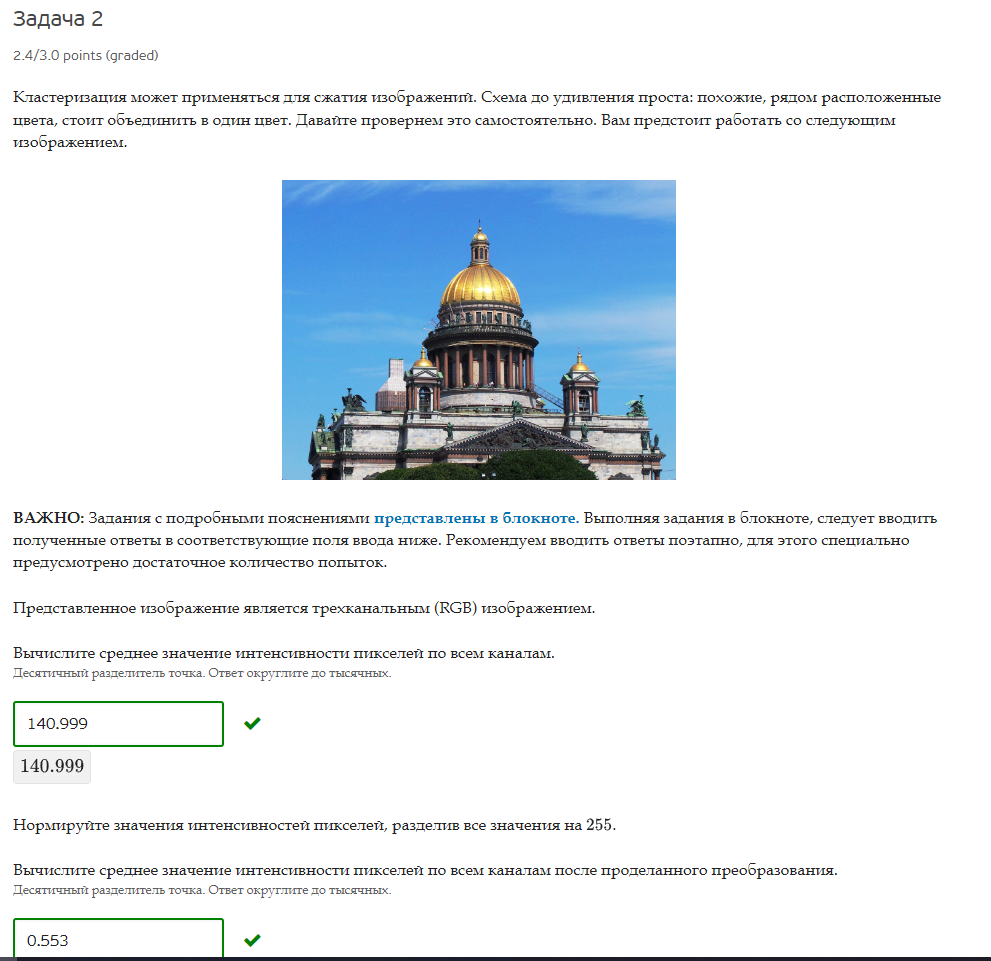 Задача 2
2.4/3.0 points (graded)
Кластеризация может применяться для сжатия изображений. Схема до удивления проста: похожие, рядом расположенные
цвета, стоит объединить в один цвет. Давайте провернем это самостоятельно. Вам предстоит работать со следующим
изображением.
ВАЖНО: Задания с подробными пояснениями представлены в блокноте. Выполняя задания в блокноте, следует вводить
полученные ответы в соответствующие поля ввода ниже. Рекомендуем вводить ответы поэтапно, для этого специально
предусмотрено достаточное количество попыток.
Представленное изображение является трехканальным (RGB) изображением.
Вычислите среднее значение интенсивности пикселей по всем каналам.
Десятичный разделитель точка. Ответ округлите до тысячных.
140.999
140.999
Нормируйте значения интенсивностей пикселей, разделив все значения на 255.
Вычислите среднее значение интенсивности пикселей по всем каналам после проделанного преобразования.
Десятичный разделитель точка. Ответ округлите до тысячных.
0.553